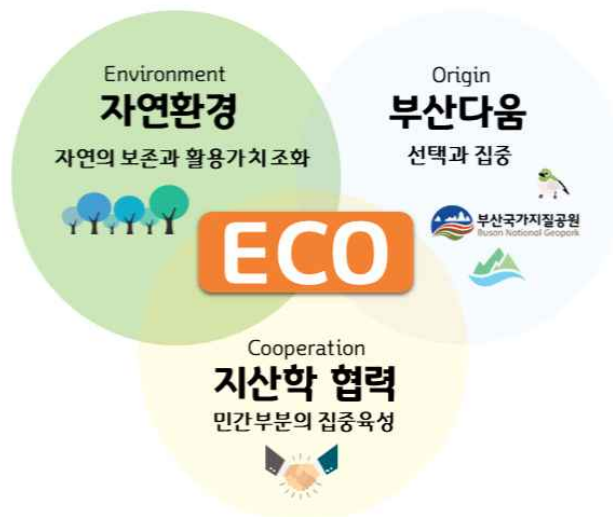 Environment
자연환경
자연의 보존과 활용가치 조화
Origin
부산다움
선택과 집중
부산국가지질공원
Busan National Geopark
ECO
Cooperation
지산학 협력
민간부분의 집중육성